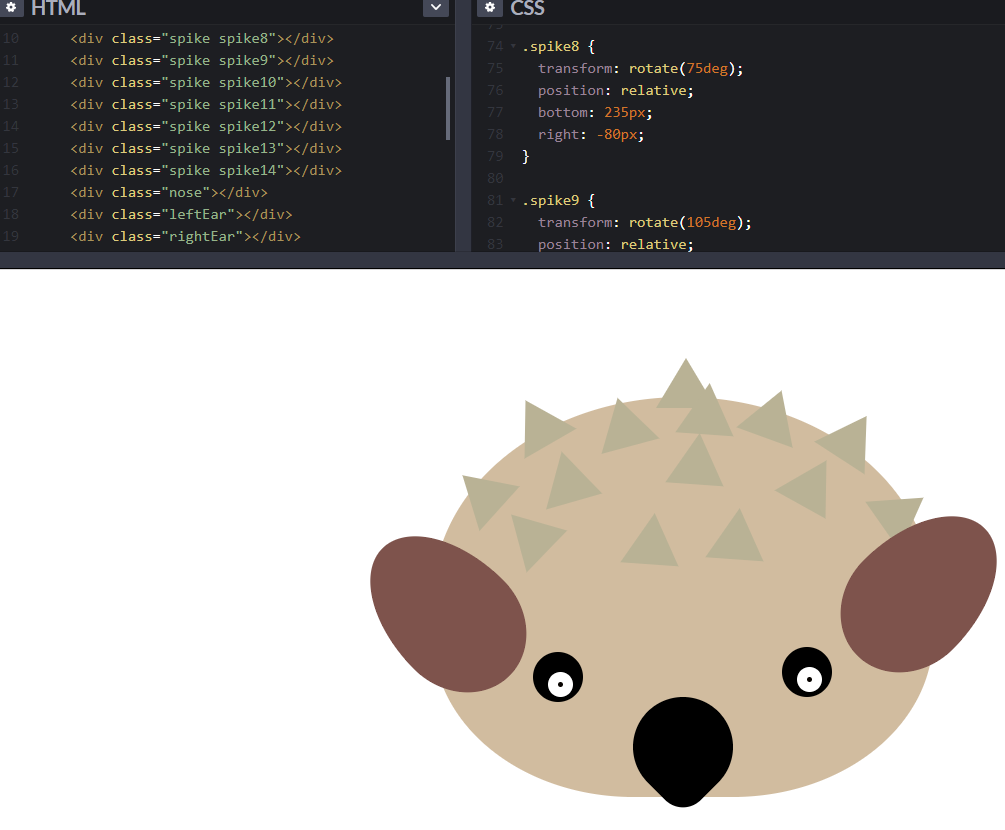 HTML
10 <div class="spike spike8"></div>
11 <div class="spike spike9"></div>
12 <div class="spike spike10"></div>
13 <div class="spike spike11"></div>
14 <div class="spike spike12"></div>
15 <div class="spike spike13"></div>
16 <div class="spike spike14"></div>
17 <div class="nose"></div>
18 <div class="leftEar"></div>
19 <div class="rightEar"></div>
CSS
74 .spike8 {
75 transform: rotate(75deg);
76 position: relative;
77 bottom: 235px;
78 right: -80px;
79 }
80
81 .spike9 {
82 transform: rotate(105deg);
83 position: relative;